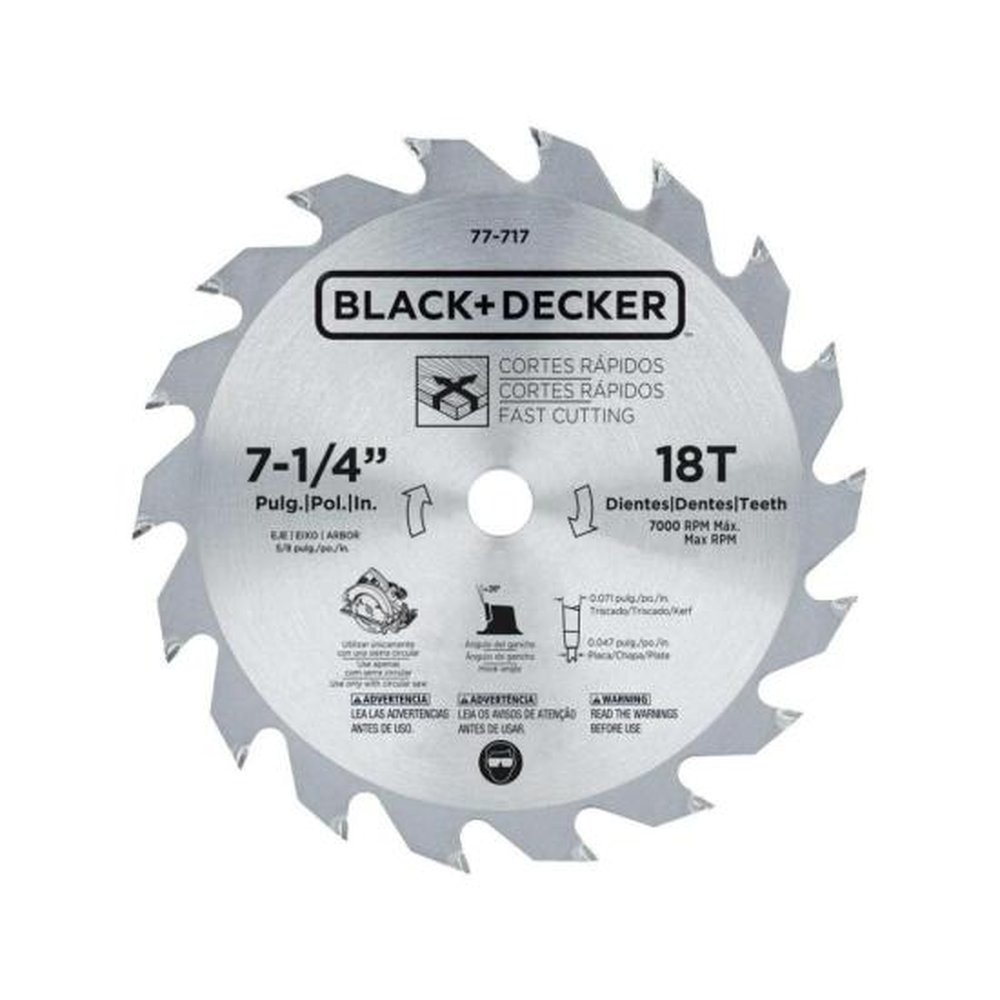 77-717
BLACK+DECKER
CORTES RÁPIDOS
CORTES RÁPIDOS
FAST CUTTING
7-1/4”
Pulg.|Pol.|In.
EJE | EIXO | ARBOR
5/8 pulg./po./in.
18T
Dientes|Dentes|Teeth
7000 RPM Máx.
Max RPM
Utilizar únicamente
con una sierra circular
Use apenas
com serra circular
Use only with circular saw
Ángulo del gancho
Ângulo do gancho
Hook angle
0.071 pulg./po./in.
Triscado/Triscado/Kerf
0.047 pulg./po./in.
Placa/Chapa/Plate
ADVERTENCIA
LEA LAS ADVERTENCIAS
ANTES DE USO.
ADVERTÊNCIA
LEIA OS AVISOS DE ATENÇÃO
ANTES DE USAR.
WARNING
READ THE WARNINGS
BEFORE USE